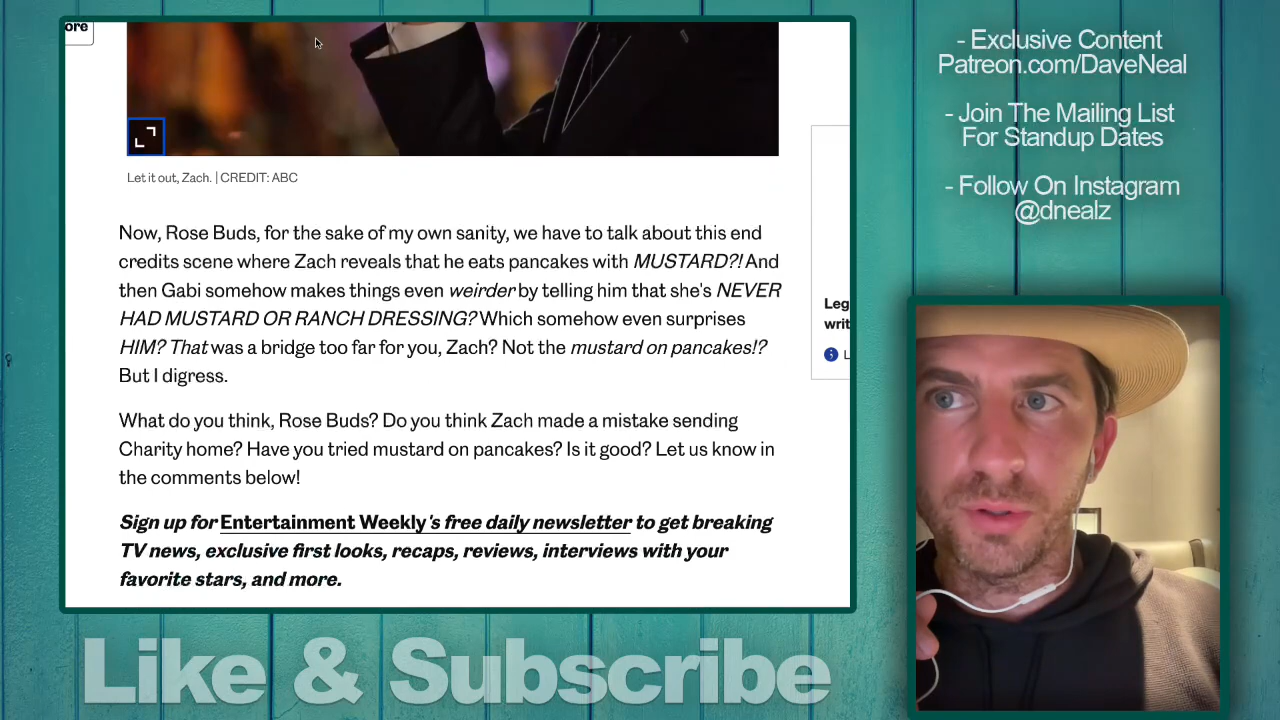 ore
Let it out, Zach. | CREDIT: ABC
Now, Rose Buds, for the sake of my own sanity, we have to talk about this end
credits scene where Zach reveals that he eats pancakes with MUSTARD?! And
then Gabi somehow makes things even weirder by telling him that she's NEVER
HAD MUSTARD OR RANCH DRESSING? Which somehow even surprises
HIM? That was a bridge too far for you, Zach? Not the mustard on pancakes!?
But I digress.
What do you think, Rose Buds? Do you think Zach made a mistake sending
Charity home? Have you tried mustard on pancakes? Is it good? Let us know in
the comments below!
Sign up for Entertainment Weekly's free daily newsletter to get breaking
TV news, exclusive first looks, recaps, reviews, interviews with your
favorite stars, and more.
Leg
writ
L
- Exclusive Content
Patreon.com/DaveNeal
- Join The Mailing List
For Standup Dates
- Follow On Instagram
@dnealz
Like & Subscribe